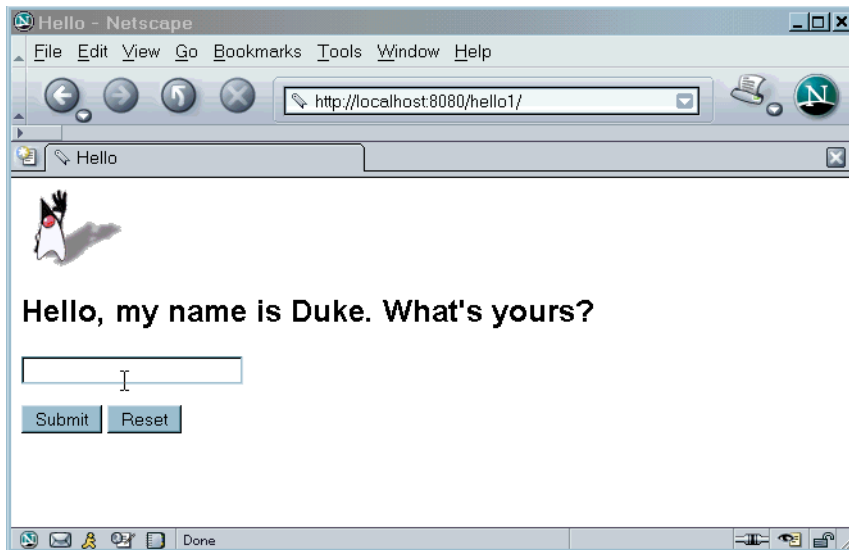 Hello - Netscape
File Edit View Go Bookmarks Tools Window Help
http://localhost:8080/hello1/
N
Hello
Hello, my name is Duke. What's yours?
Submit Reset
Done